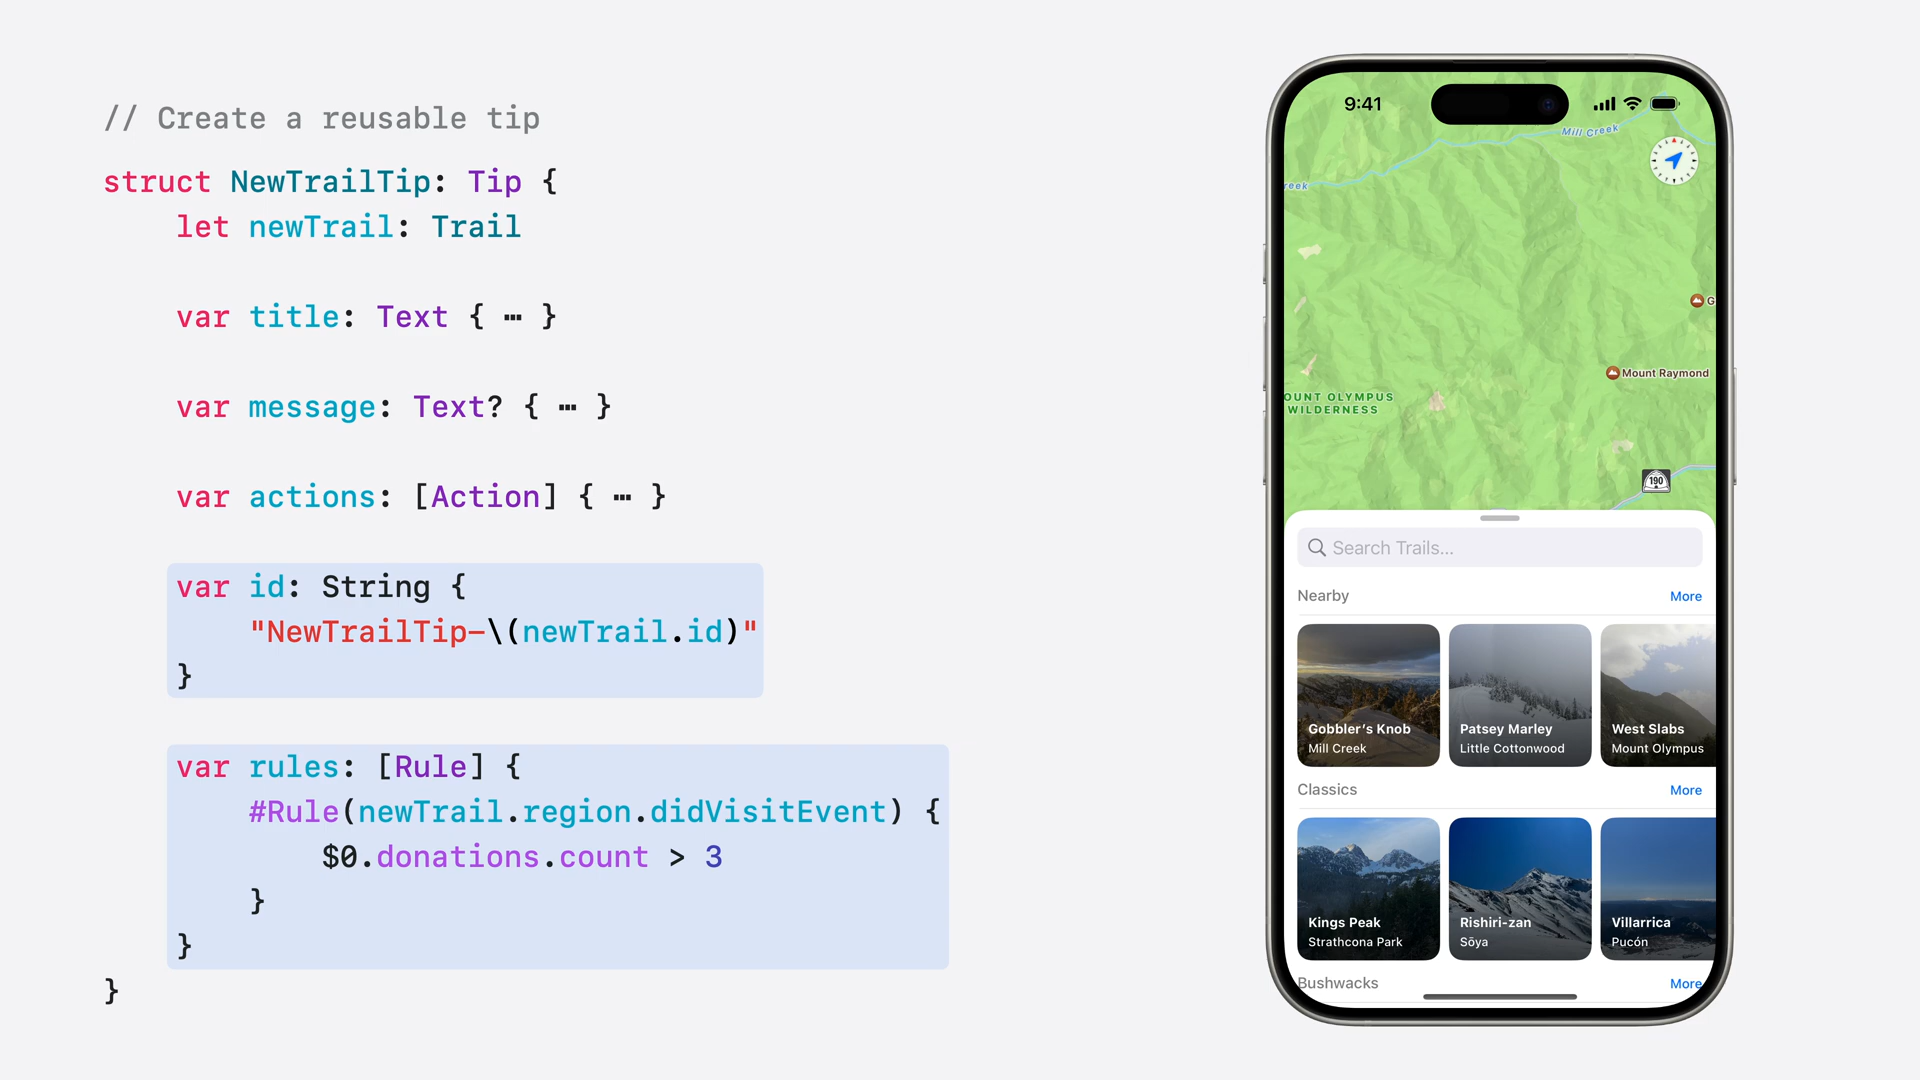 // Create a reusable tip
struct NewTrailTip: Tip {
let newTrail: Trail
var title: Text { ⋯ }
var message: Text? { ⋯ }
var actions: [Action] { ⋯ }
var id: String {
"NewTrailTip-\(newTrail.id)"
}
var rules: [Rule] {
#Rule(newTrail.region.didVisitEvent) {
$0.donations.count > 3
}
}
}
9:41
Mill Creek
reek
G
Mount Raymond
OUNT OLYMPUS
WILDERNESS
190
Search Trails...
Nearby
More
Gobbler's Knob
Mill Creek
Patsey Marley
Little Cottonwood
West Slabs
Mount Olympus
Classics
More
Kings Peak
Strathcona Park
Rishiri-zan
Sōya
Villarrica
Pucón
Bushwacks
More